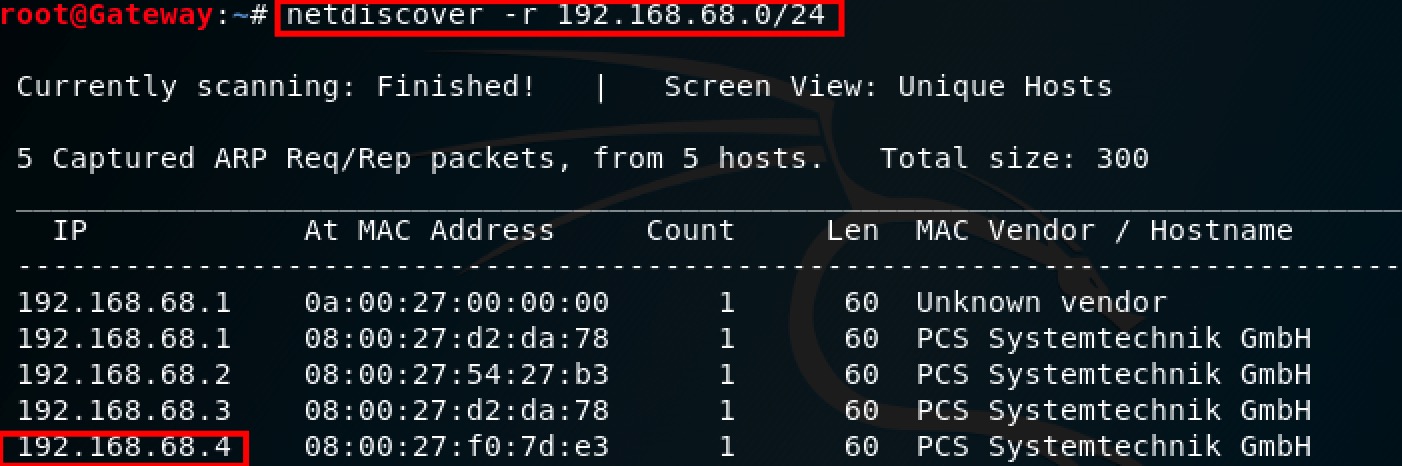 root@Gateway:~# netdiscover -r 192.168.68.0/24
Currently scanning: Finished!   |   Screen View: Unique Hosts
5 Captured ARP Req/Rep packets, from 5 hosts.   Total size: 300
_____________________________________________________________________________
  IP            At MAC Address     Count     Len  MAC Vendor / Hostname
-----------------------------------------------------------------------------
192.168.68.1    0a:00:27:00:00:00      1      60  Unknown vendor
192.168.68.1    08:00:27:d2:da:78      1      60  PCS Systemtechnik GmbH
192.168.68.2    08:00:27:54:27:b3      1      60  PCS Systemtechnik GmbH
192.168.68.3    08:00:27:d2:da:78      1      60  PCS Systemtechnik GmbH
192.168.68.4    08:00:27:f0:7d:e3      1      60  PCS Systemtechnik GmbH